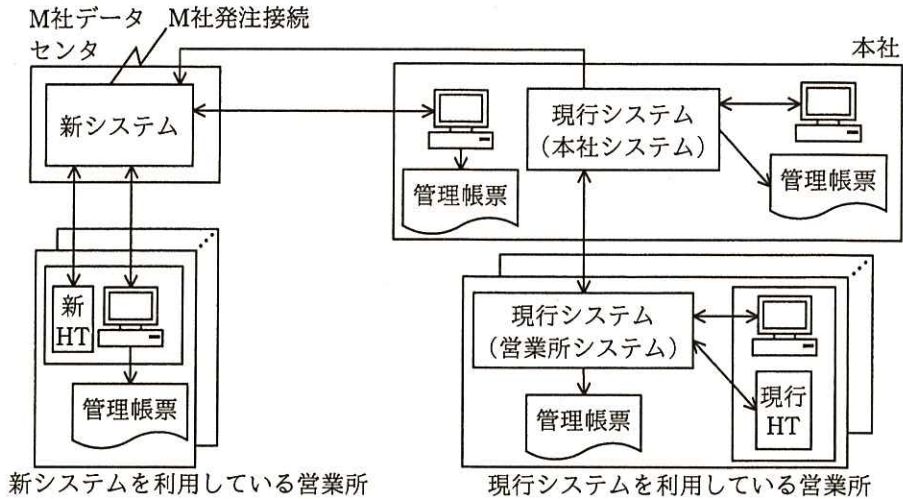 M社データ
センタ
M社発注接続
本社
新システム
現行システム
(本社システム)
管理帳票
管理帳票
新
HT
管理帳票
現行システム
(営業所システム)
管理帳票
現行
HT
新システムを利用している営業所
現行システムを利用している営業所